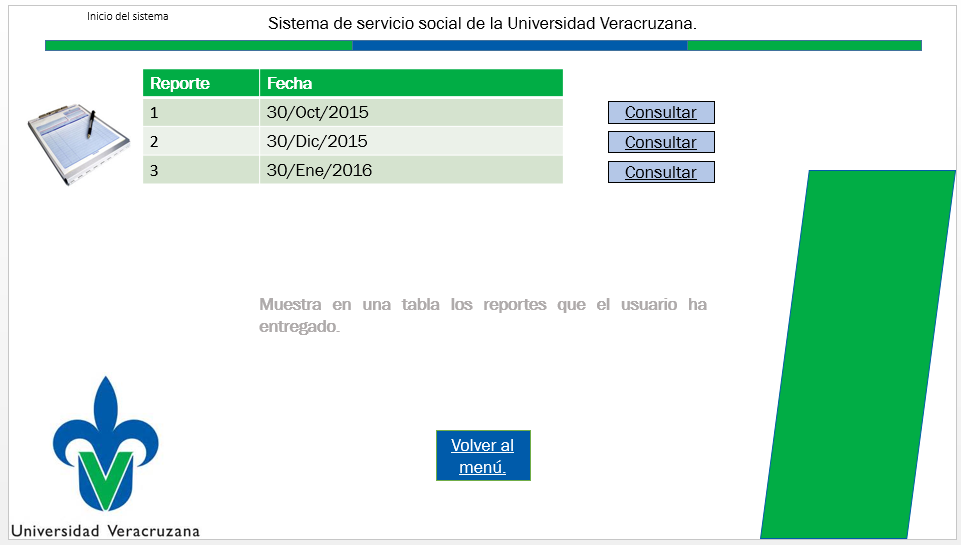 Inicio del sistema
Sistema de servicio social de la Universidad Veracruzana.
Reporte Fecha
1 30/Oct/2015 Consultar
2 30/Dic/2015 Consultar
3 30/Ene/2016 Consultar
Muestra en una tabla los reportes que el usuario ha
entregado.
Volver al
menú.
Universidad Veracruzana